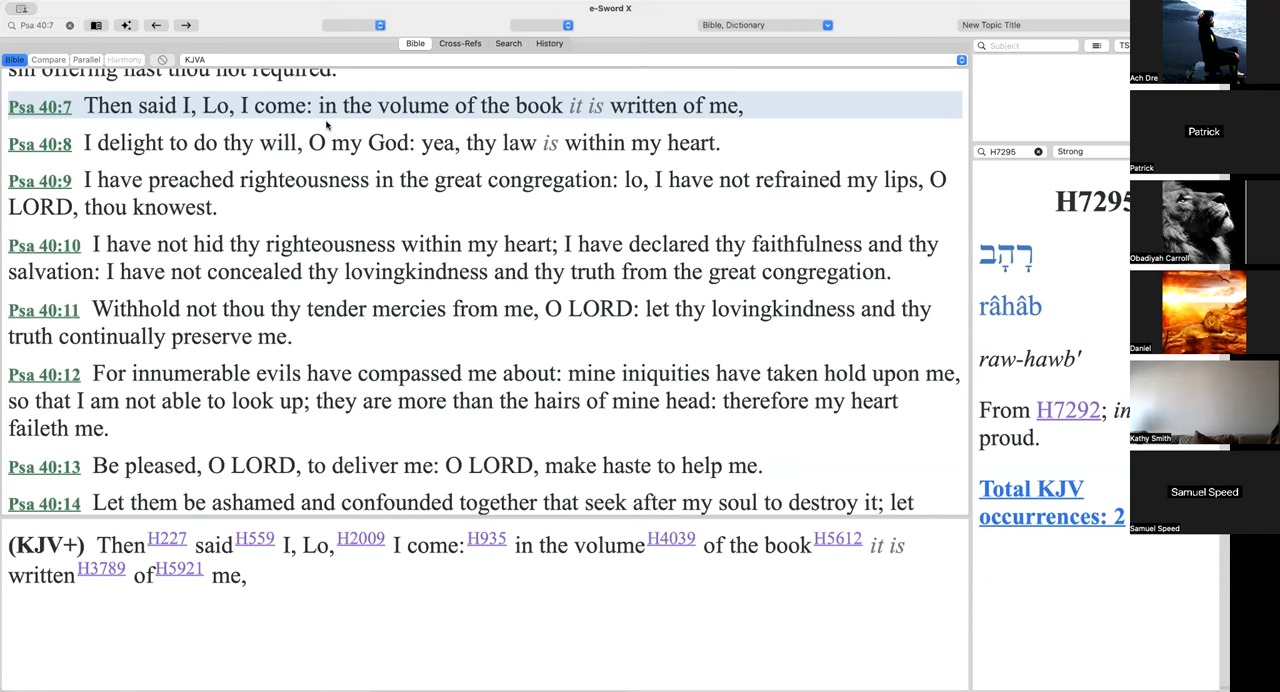 e-Sword X
Psa 40:7
Bible, Dictionary
New Topic Title
Bible Cross-Refs Search History
Subject
TS
Bible Compare Parallel Harmony KJVA
sin offering hast thou not required.
Psa 40:7 Then said I, Lo, I come: in the volume of the book it is written of me,
Psa 40:8 I delight to do thy will, O my God: yea, thy law is within my heart.
Psa 40:9 I have preached righteousness in the great congregation: lo, I have not refrained my lips, O
LORD, thou knowest.
Psa 40:10 I have not hid thy righteousness within my heart; I have declared thy faithfulness and thy
salvation: I have not concealed thy lovingkindness and thy truth from the great congregation.
Psa 40:11 Withhold not thou thy tender mercies from me, O LORD: let thy lovingkindness and thy
truth continually preserve me.
Psa 40:12 For innumerable evils have compassed me about: mine iniquities have taken hold upon me,
so that I am not able to look up; they are more than the hairs of mine head: therefore my heart
faileth me.
Psa 40:13 Be pleased, O LORD, to deliver me: O LORD, make haste to help me.
Psa 40:14 Let them be ashamed and confounded together that seek after my soul to destroy it; let
(KJV+) Then H227 said H559 I, Lo, H2009 I come: H935 in the volume H4039 of the book H5612 it is
written H3789 of H5921 me,
H7295 Strong
H7295
רָהָב
râhâb
raw-hawb'
From H7292; in
proud.
Total KJV
occurrences: 2
Ach Dre
Patrick
Patrick
Obadiyah Carroll
Daniel
Kathy Smith
Samuel Speed
Samuel Speed